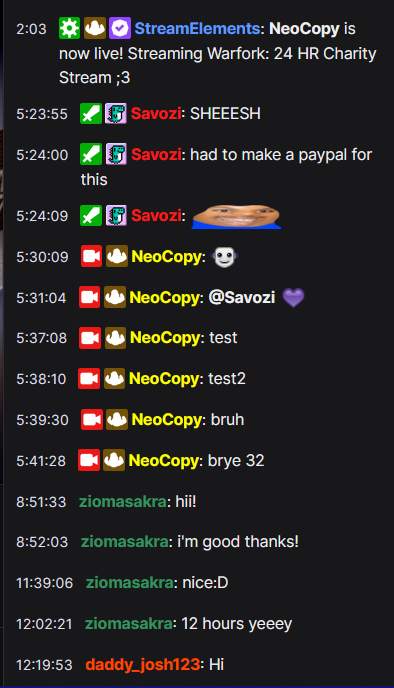 2:03 StreamElements: NeoCopy is
now live! Streaming Warfork: 24 HR Charity
Stream ;3
5:23:55 Savozi: SHEEESH
5:24:00 Savozi: had to make a paypal for
this
5:24:09 Savozi:
5:30:09 NeoCopy:
5:31:04 NeoCopy: @Savozi
5:37:08 NeoCopy: test
5:38:10 NeoCopy: test2
5:39:30 NeoCopy: bruh
5:41:28 NeoCopy: brye 32
8:51:33 ziomasakra: hii!
8:52:03 ziomasakra: i'm good thanks!
11:39:06 ziomasakra: nice:D
12:02:21 ziomasakra: 12 hours yeeey
12:19:53 daddy_josh123: Hi